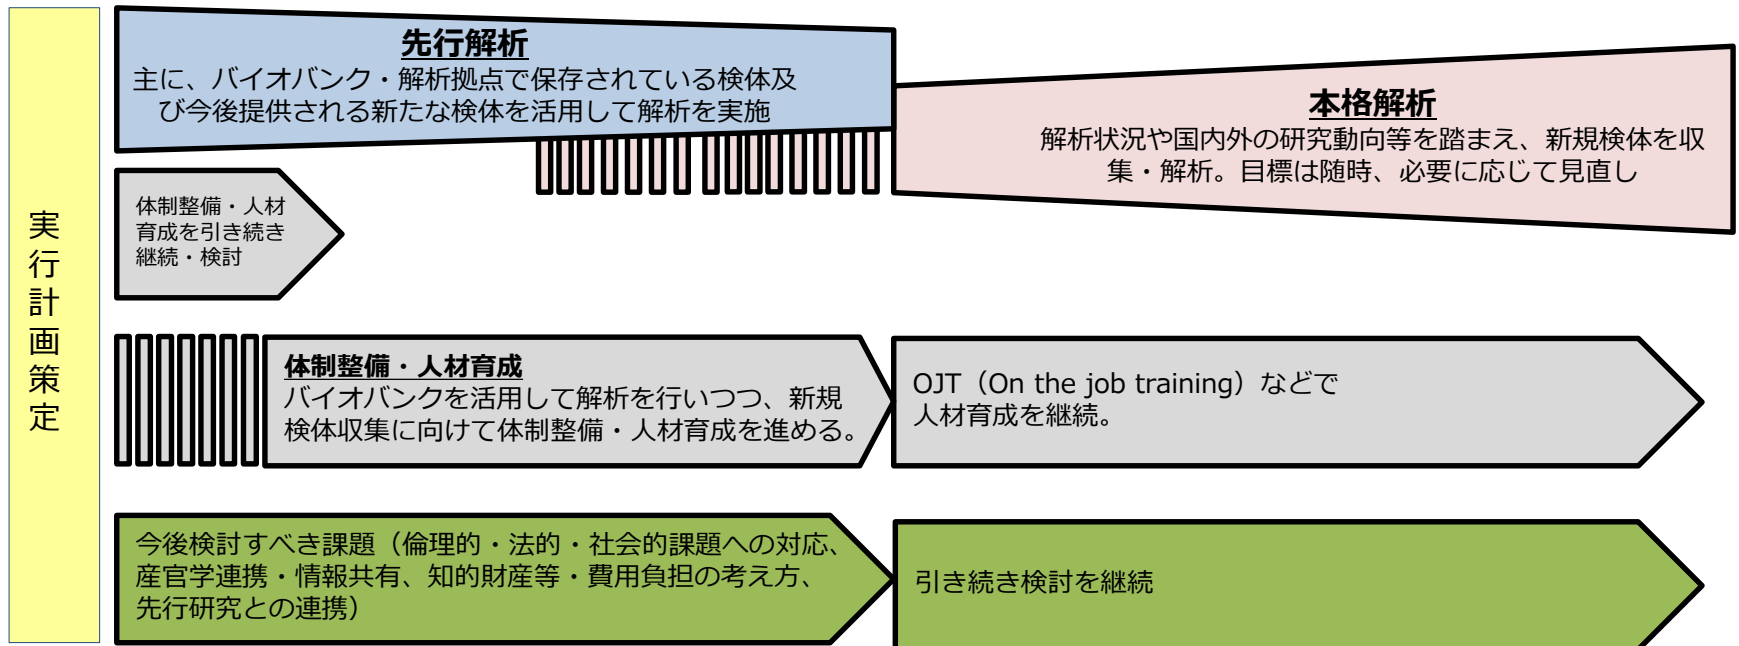 実行計画策定
先行解析
主に、バイオバンク・解析拠点で保存されている検体及
び今後提供される新たな検体を活用して解析を実施
本格解析
解析状況や国内外の研究動向等を踏まえ、新規検体を収
集・解析。目標は随時、必要に応じて見直し
体制整備・人材
育成を引き続き
継続・検討
体制整備・人材育成
バイオバンクを活用して解析を行いつつ、新規
検体収集に向けて体制整備・人材育成を進める。
OJT（On the job training）などで
人材育成を継続。
今後検討すべき課題（倫理的・法的・社会的課題への対応、
産官学連携・情報共有、知的財産等・費用負担の考え方、
先行研究との連携）
引き続き検討を継続